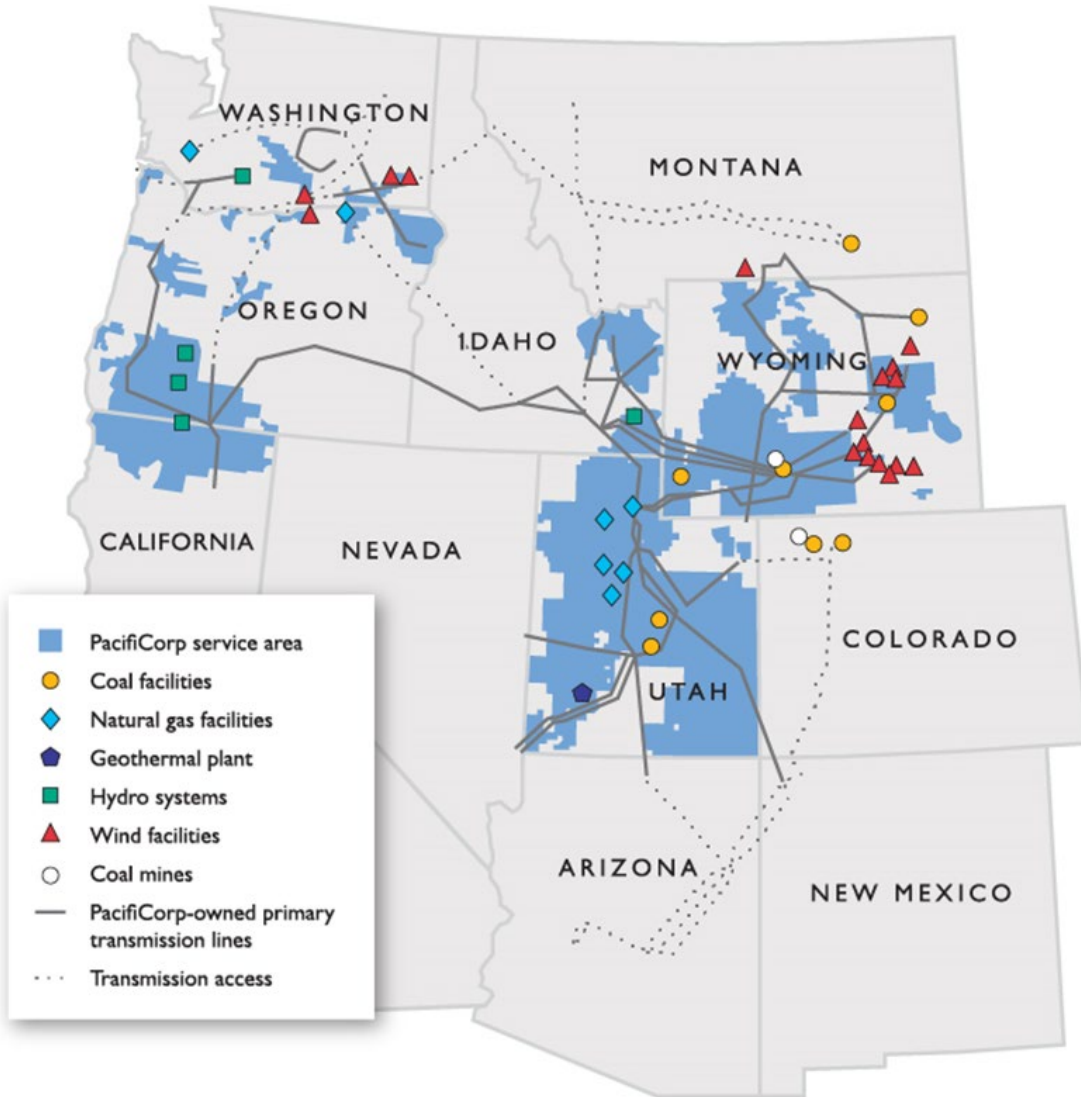 WASHINGTON
MONTANA
OREGON
IDAHO
WYOMING
CALIFORNIA
NEVADA
COLORADO
UTAH
ARIZONA
NEW MEXICO
PacifiCorp service area
Coal facilities
Natural gas facilities
Geothermal plant
Hydro systems
Wind facilities
Coal mines
PacifiCorp-owned primary
transmission lines
Transmission access